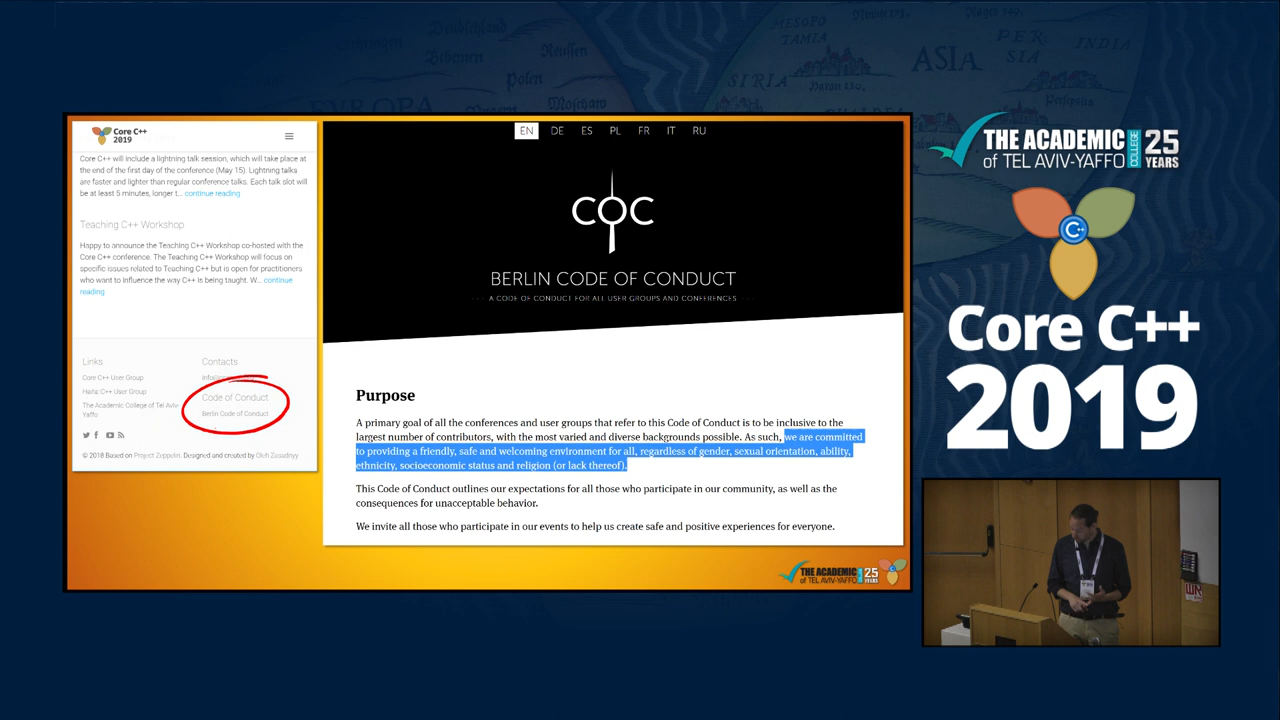 Deutschland
Reussen
Behemen
Polen
Moschaw
EVROPA
MESOPO
TAMIA
SIRIA
ASIA
PER
SIA
INDIA
Core C++
2019
Core C++ will include a lightning talk session, which will take place
at the end of the first day of the conference (May 15). Lightning talks
are faster and lighter than regular conference talks. Each talk slot will
be at least 5 minutes, longer t... continue reading
Teaching C++ Workshop
Happy to announce the Teaching C++ Workshop co-hosted with the
Core C++ conference. The Teaching C++ Workshop will focus on
specific issues related to Teaching C++ but is open for practitioners
who want to influence the way C++ is being taught. W... continue
reading
Links
Core C++ User Group
Haifa::C++ User Group
The Academic College of Tel Aviv-
Yaffo
Contacts
Code of Conduct
Berlin Code of Conduct
© 2018 Based on Project Zeppelin. Designed and created by Oleh Zasadnyy
EN DE ES PL FR IT RU
COC
BERLIN CODE OF CONDUCT
A CODE OF CONDUCT FOR ALL USER GROUPS AND CONFERENCES
Purpose
A primary goal of all the conferences and user groups that refer to this Code of Conduct is to be inclusive to the
largest number of contributors, with the most varied and diverse backgrounds possible. As such, we are committed
to providing a friendly, safe and welcoming environment for all, regardless of gender, sexual orientation, ability,
ethnicity, socioeconomic status and religion (or lack thereof).
This Code of Conduct outlines our expectations for all those who participate in our community, as well as the
consequences for unacceptable behavior.
We invite all those who participate in our events to help us create safe and positive experiences for everyone.
THE ACADEMIC
of TEL AVIV-YAFFO
25
THE ACADEMIC
of TEL AVIV-YAFFO
COLLEGE
25
YEARS
C++
Core C++
2019
אש